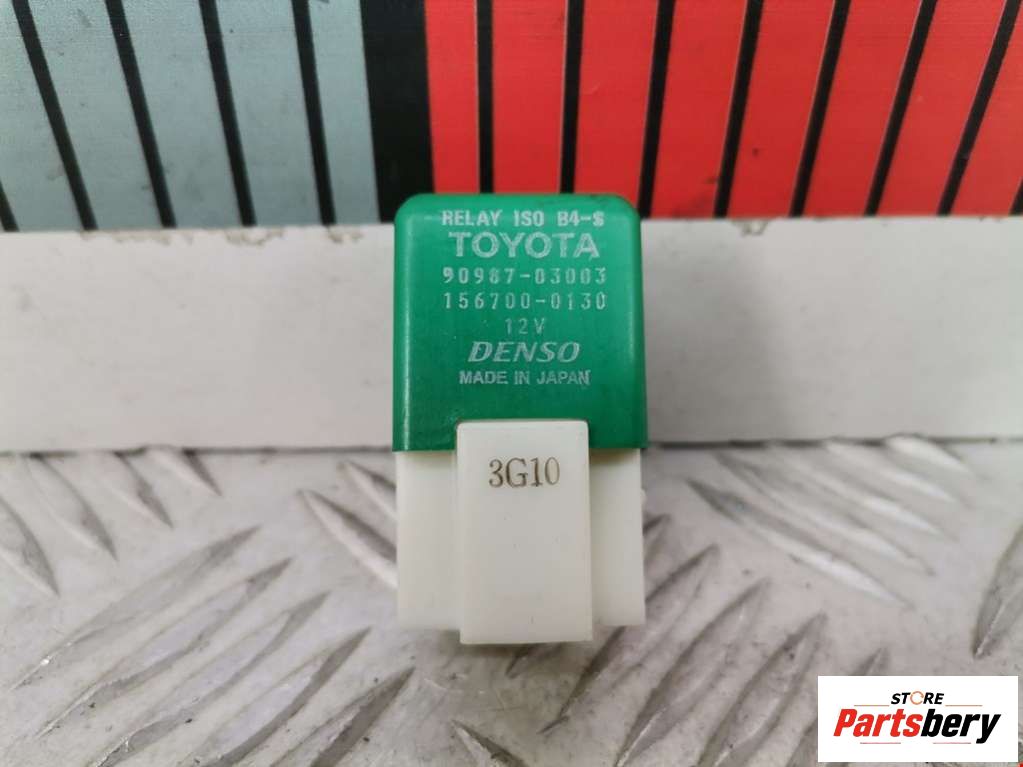 RELAY ISO B4-S
TOYOTA
90987-03003
156700-0130
12V
DENSO
MADE IN JAPAN
3G10
STORE
Partsbery